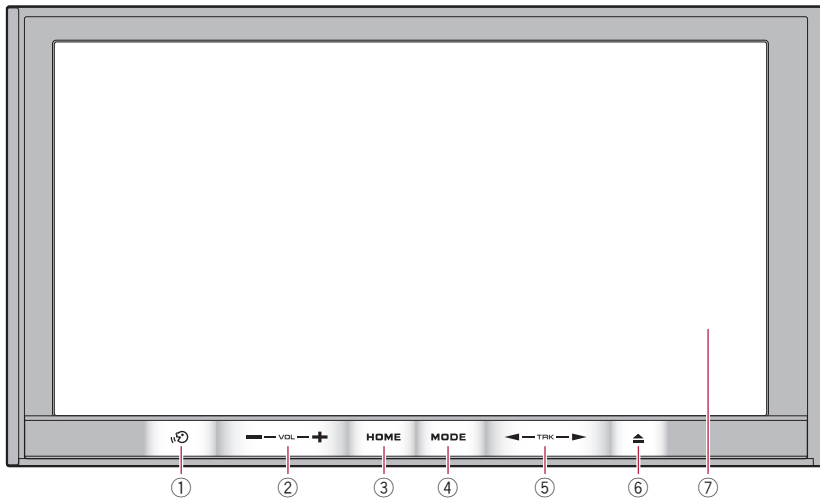 — VOL — +
HOME
MODE
◄ — TRK — ►
① ② ③ ④ ⑤ ⑥ ⑦